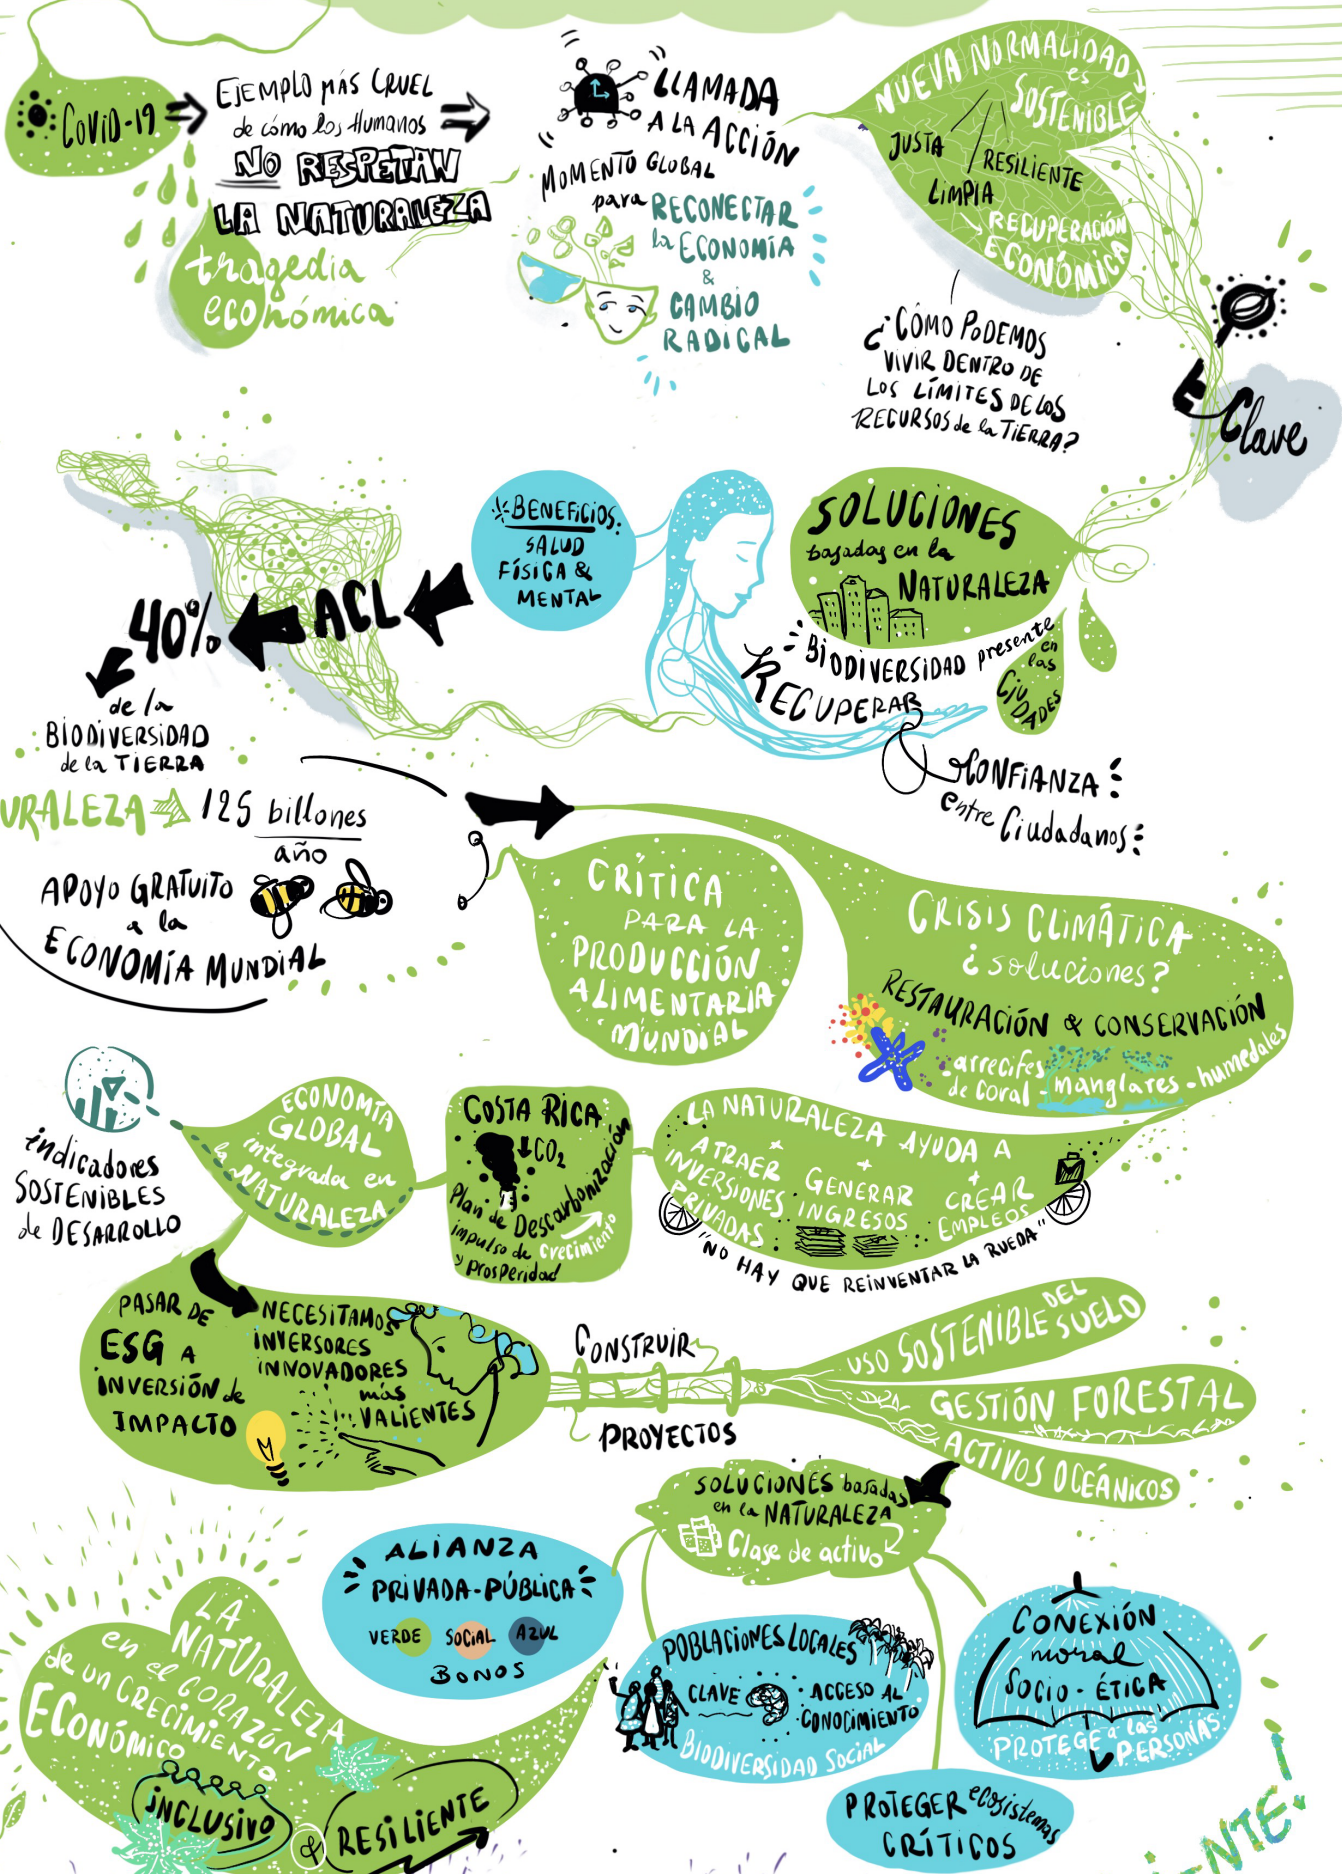 COVID-19
EJEMPLO MÁS CRUEL
de cómo los Humanos
NO RESPETAN
LA NATURALEZA
tragedia
económica
LLAMADA
A LA ACCIÓN
MOMENTO GLOBAL
para RECONECTAR
la ECONOMÍA
&
CAMBIO
RADICAL
NUEVA NORMALIDAD
es
SOSTENIBLE
JUSTA
LIMPIA
RESILIENTE
RECUPERACIÓN
ECONÓMICA
¿CÓMO PODEMOS
VIVIR DENTRO DE
LOS LÍMITES DE LOS
RECURSOS de la TIERRA?
Clave
SOLUCIONES
basadas en la
NATURALEZA
BIODIVERSIDAD presente
en
las
CIUDADES
RECUPERAR
CONFIANZA
entre Ciudadanos
BENEFICIOS:
SALUD
FÍSICA &
MENTAL
ACL
40%
de la
BIODIVERSIDAD
de la TIERRA
URALEZA 125 billones
año
APOYO GRATUITO
a la
ECONOMÍA MUNDIAL
CRÍTICA
PARA LA
PRODUCCIÓN
ALIMENTARIA
MUNDIAL
CRISIS CLIMÁTICA
¿soluciones?
RESTAURACIÓN & CONSERVACIÓN
arrecifes
de coral - manglares - humedales
LA NATURALEZA AYUDA A
+ ATRAER
INVERSIONES
PRIVADAS
+
GENERAR
INGRESOS
+
CREAR
EMPLEOS
"NO HAY QUE REINVENTAR LA RUEDA"
COSTA RICA
CO2
Plan de Descarbonización
impulso de crecimiento
y prosperidad
ECONOMÍA
GLOBAL
integrada en
la NATURALEZA
indicadores
SOSTENIBLES
de DESARROLLO
PASAR DE
ESG A
INVERSIÓN de
IMPACTO
NECESITAMOS
INVERSORES
INNOVADORES
más
VALIENTES
CONSTRUIR
PROYECTOS
USO SOSTENIBLE DEL
SUELO
GESTIÓN FORESTAL
ACTIVOS OCEÁNICOS
SOLUCIONES basadas
en la NATURALEZA
Clase de activo
ALIANZA
PRIVADA-PÚBLICA
VERDE SOCIAL AZUL
BONOS
POBLACIONES LOCALES
CLAVE
ACCESO AL
CONOCIMIENTO
BIODIVERSIDAD SOCIAL
CONEXIÓN
moral
SOCIO-ÉTICA
PROTEGE a las
PERSONAS
PROTEGER ecosistemas
CRÍTICOS
LA
NATURALEZA
en el CORAZÓN
de un CRECIMIENTO
ECONÓMICO
INCLUSIVO
& RESILIENTE
NTE!